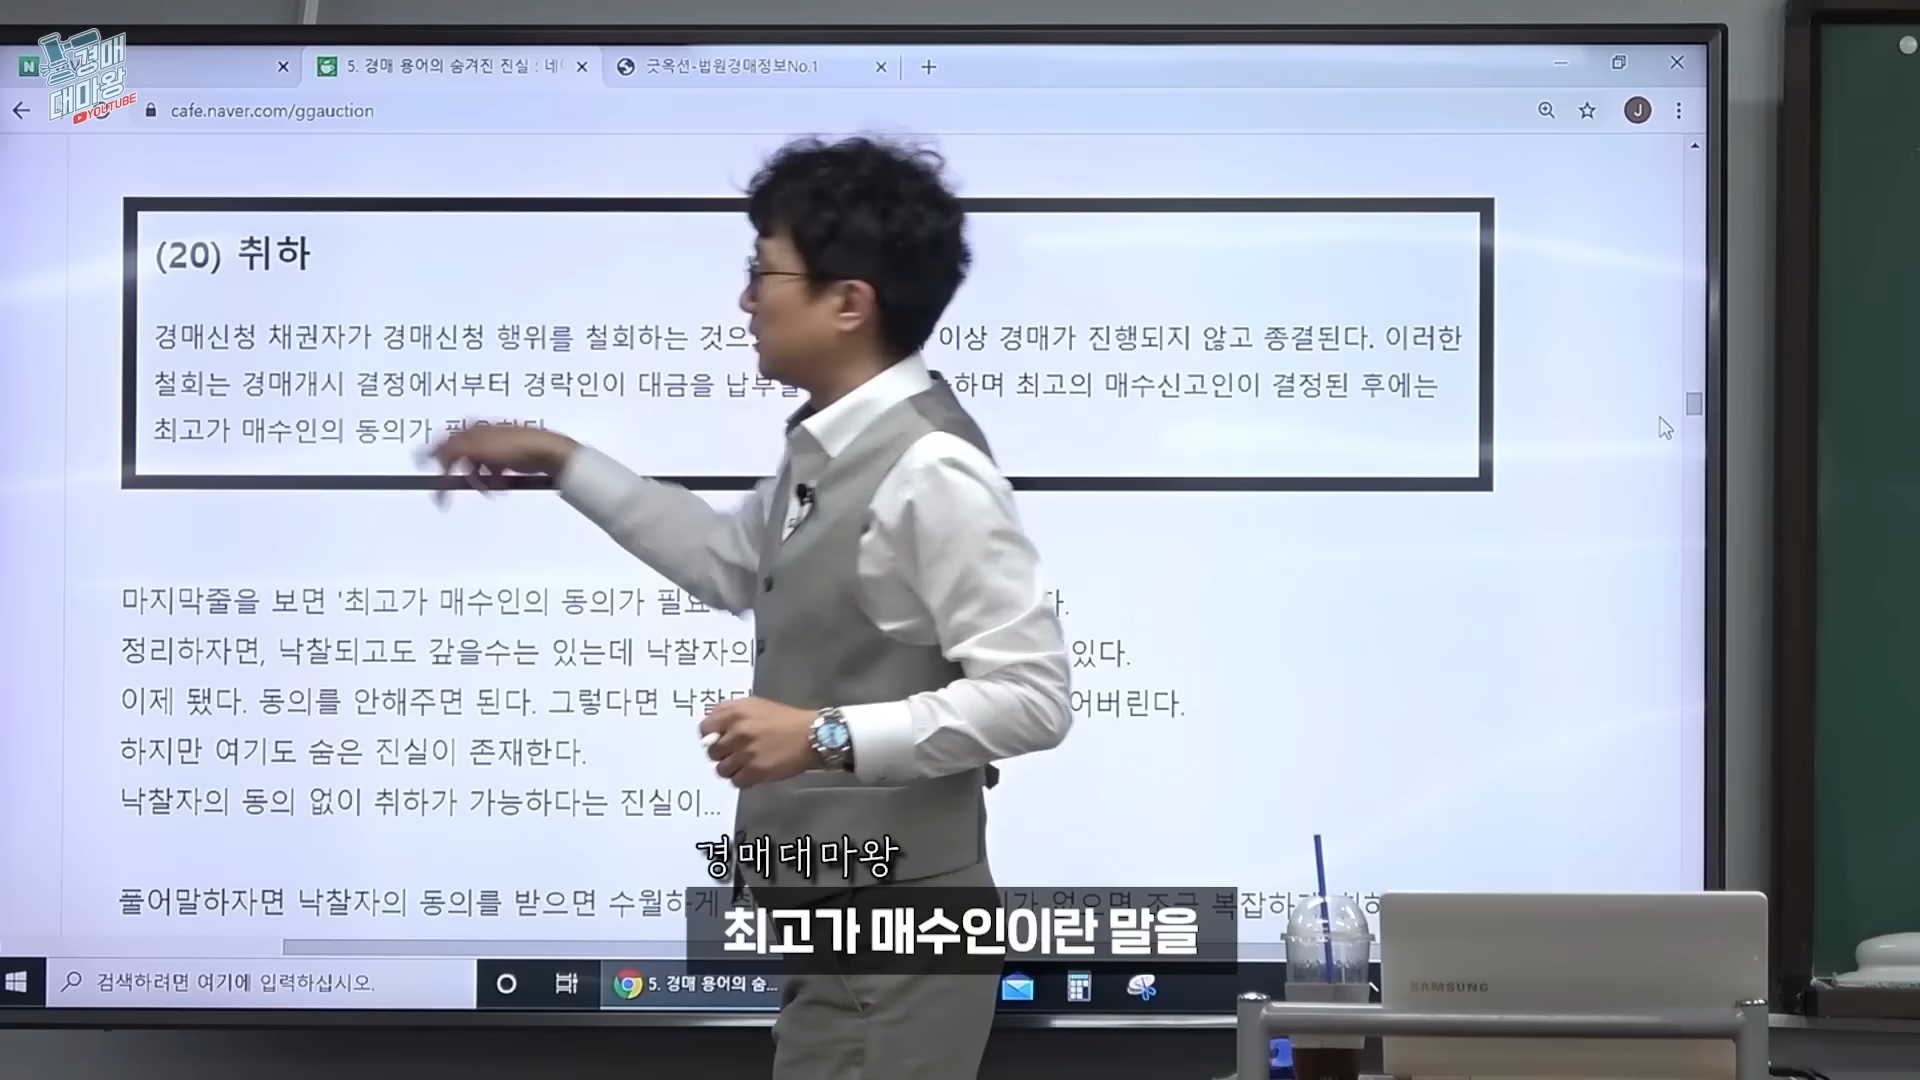 경매
대마왕
YOUTUBE
N
5. 경매 용어의 숨겨진 진실 : 네
굿옥션-법원경매정보No.1
cafe.naver.com/ggauction
J
(20) 취하
경매신청 채권자가 경매신청 행위를 철회하는 것으 이상 경매가 진행되지 않고 종결된다. 이러한
철회는 경매개시 결정에서부터 경락인이 대금을 하며 최고의 매수신고인이 결정된 후에는
최고가 매수인의 동의가
마지막줄을 보면 '최고가 매수인의 동의가 다.
정리하자면, 낙찰되고도 갚을수는 있는데 낙찰자의 있다.
이제 됐다. 동의를 안해주면 된다. 그렇다면 어버린다.
하지만 여기도 숨은 진실이 존재한다.
낙찰자의 동의 없이 취하가 가능하다는 진실이...
경매대마왕
풀어말하자면 낙찰자의 동의를 받으면 수월하게 없으면
최고가 매수인이란 말을
검색하려면 여기에 입력하십시오.
5. 경매 용어의 숨...
SAMSUNG